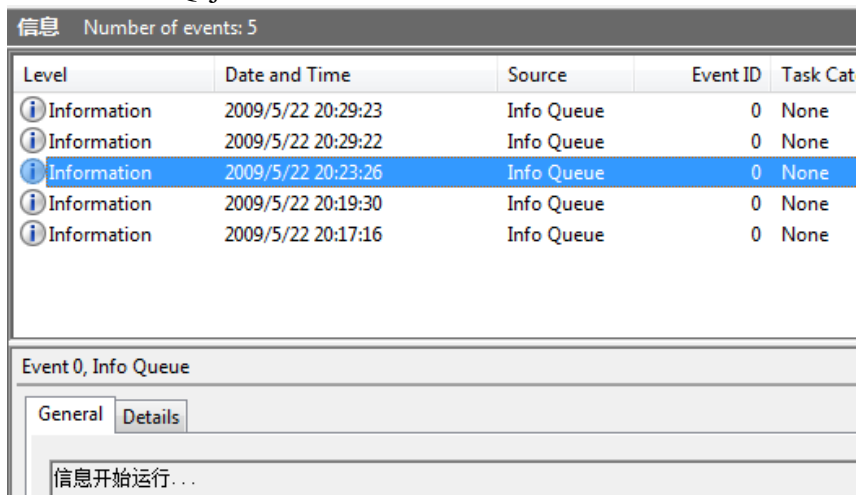 信息 Number of events: 5
Level Date and Time Source Event ID Task Cat
Information 2009/5/22 20:29:23 Info Queue 0 None
Information 2009/5/22 20:29:22 Info Queue 0 None
Information 2009/5/22 20:23:26 Info Queue 0 None
Information 2009/5/22 20:19:30 Info Queue 0 None
Information 2009/5/22 20:17:16 Info Queue 0 None
Event 0, Info Queue
General Details
信息开始运行...